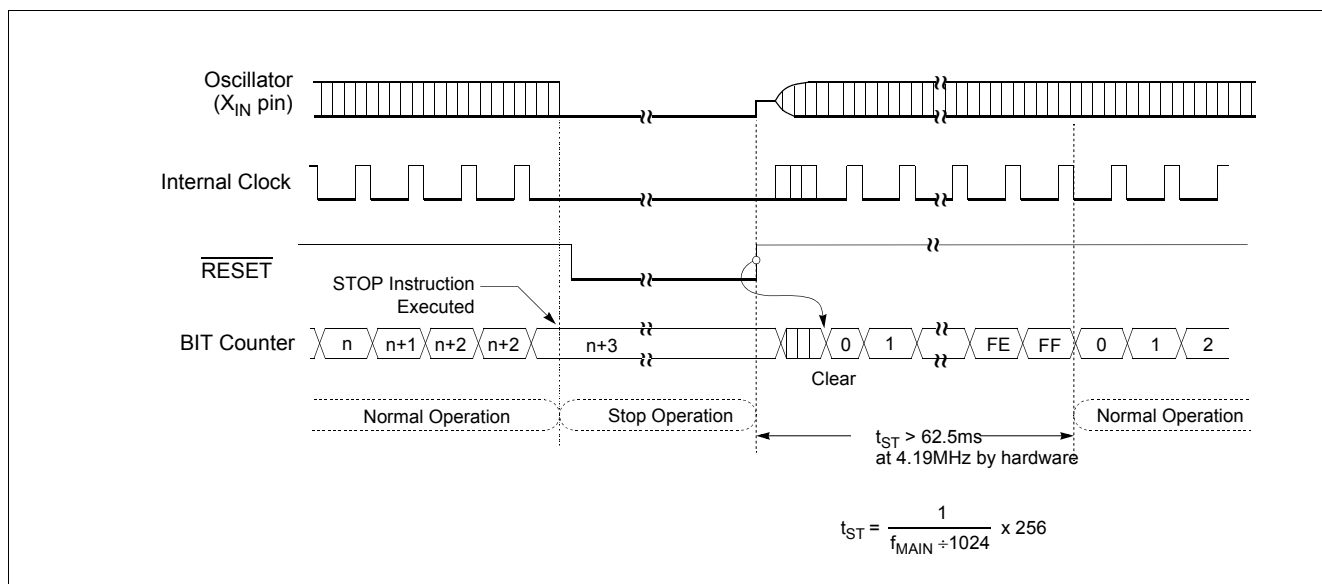 Oscillator
(XIN pin)
Internal Clock
RESET
STOP Instruction
Executed
BIT Counter
n n+1 n+2 n+2 n+3 0 1 FE FF 0 1 2
Clear
Normal Operation Stop Operation Normal Operation
tST > 62.5ms
at 4.19MHz by hardware
tST = 1 / fMAIN ÷1024 x 256